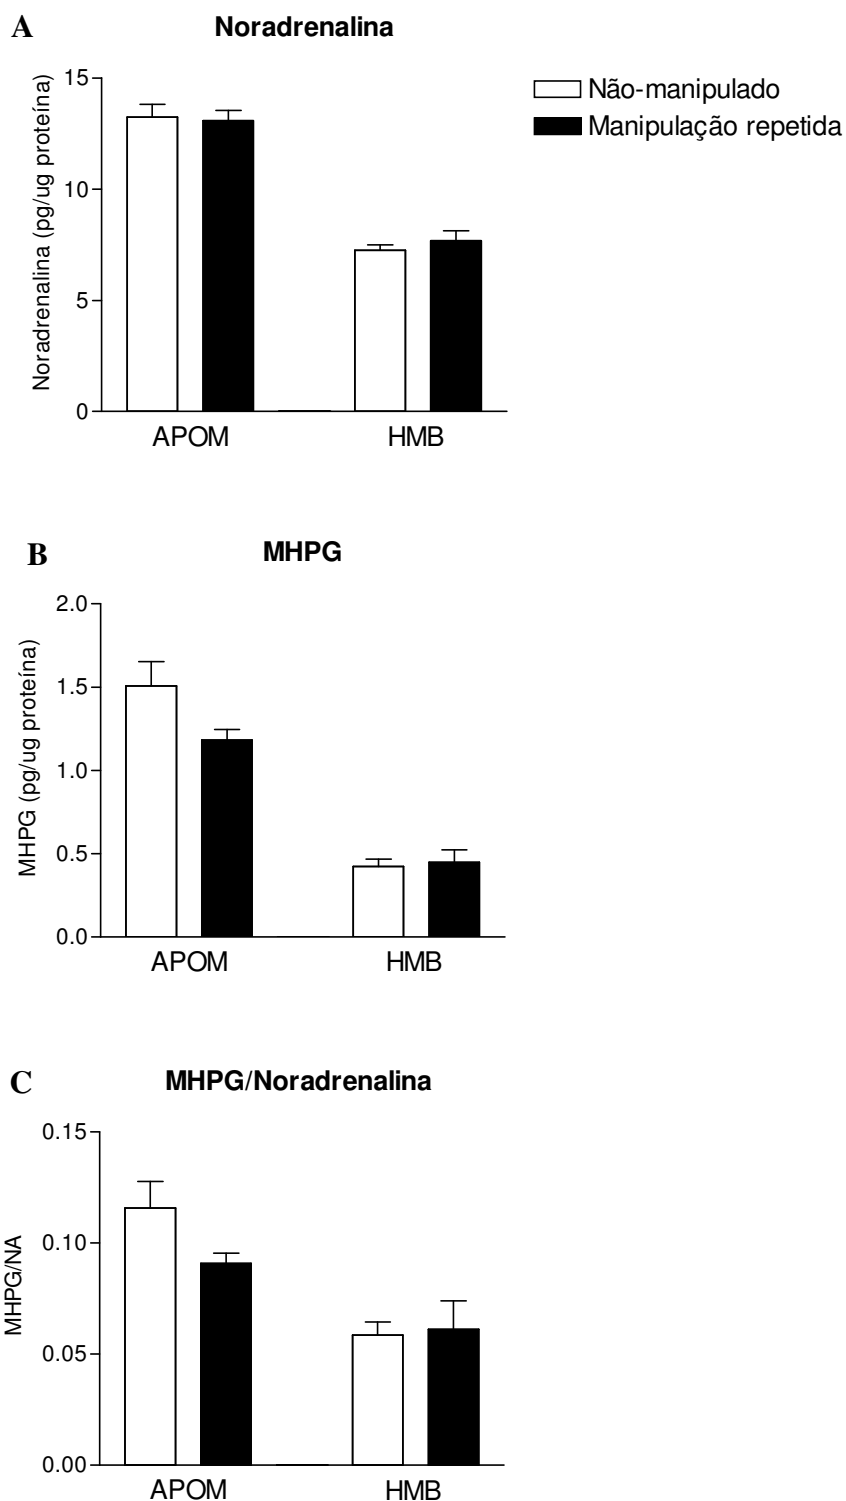 A
Noradrenalina
Noradrenalina (pg/ug proteína)
15
10
5
0
APOM
HMB
Não-manipulado
Manipulação repetida
B
MHPG
MHPG (pg/ug proteína)
2.0
1.5
1.0
0.5
0.0
APOM
HMB
C
MHPG/Noradrenalina
MHPG/NA
0.15
0.10
0.05
0.00
APOM
HMB